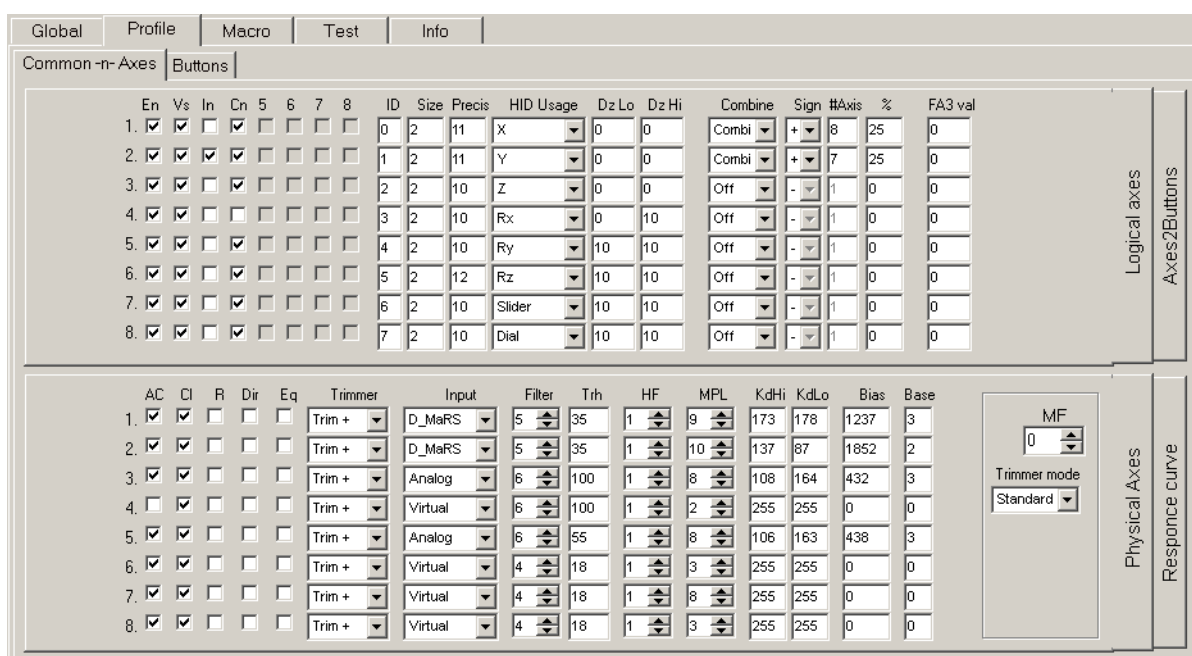 Global Profile Macro Test Info
Common -n- Axes Buttons
En Vs In Cn 5 6 7 8 ID Size Precis HID Usage Dz Lo Dz Hi Combine Sign #Axis % FA3 val
1. 0 2 11 X 0 0 Combi + 8 25 0
2. 1 2 11 Y 0 0 Combi + 7 25 0
3. 2 2 10 Z 0 0 Off - 1 0 0
4. 3 2 10 Rx 0 10 Off - 1 0 0
5. 4 2 10 Ry 10 10 Off - 1 0 0
6. 5 2 12 Rz 10 10 Off - 1 0 0
7. 6 2 10 Slider 10 10 Off - 1 0 0
8. 7 2 10 Dial 10 10 Off - 1 0 0
Logical axes
Axes2Buttons
AC Cl R Dir Eq Trimmer Input Filter Trh HF MPL KdHi KdLo Bias Base
1. Trim + D_MaRS 5 35 1 9 173 178 1237 3
2. Trim + D_MaRS 5 35 1 10 137 87 1852 2
3. Trim + Analog 6 100 1 8 108 164 432 3
4. Trim + Virtual 6 100 1 2 255 255 0 0
5. Trim + Analog 6 55 1 8 106 163 438 3
6. Trim + Virtual 4 18 1 3 255 255 0 0
7. Trim + Virtual 4 18 1 8 255 255 0 0
8. Trim + Virtual 4 18 1 3 255 255 0 0
MF
0
Trimmer mode
Standard
Physical Axes
Responce curve